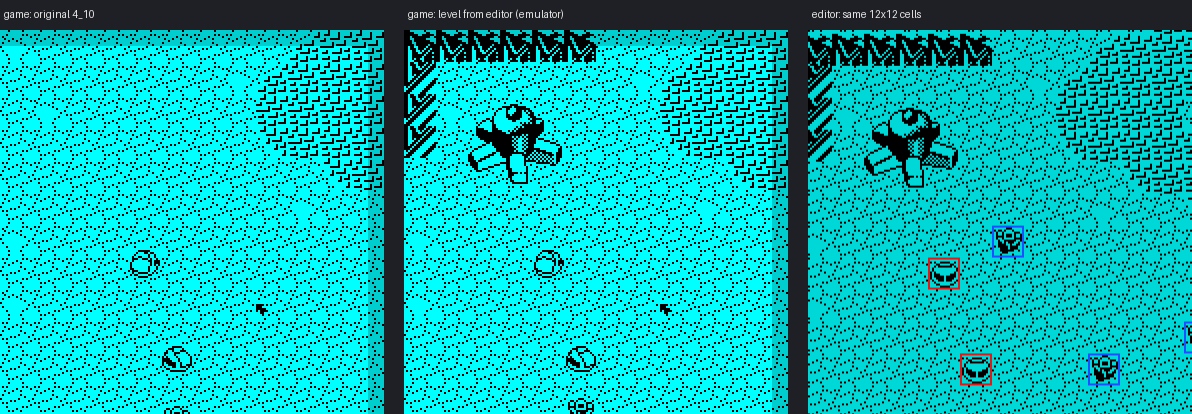 game: original 4_10
game: level from editor (emulator)
editor: same 12x12 cells